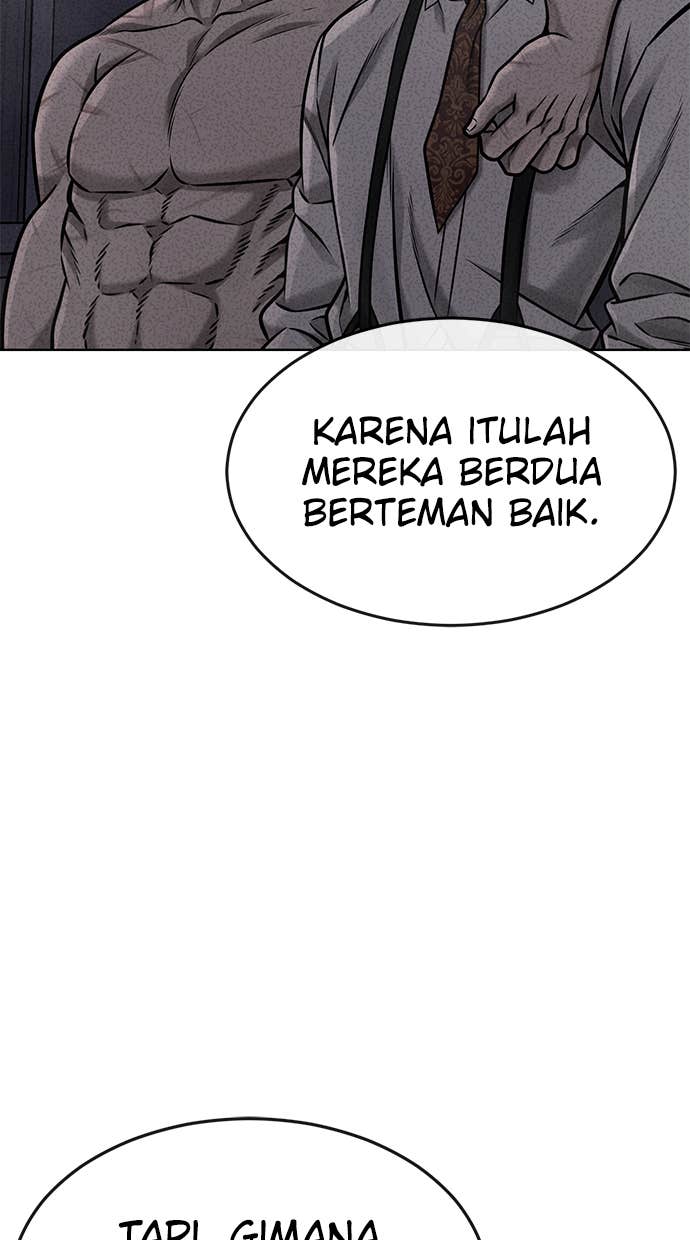 KARENA ITULAH
MEREKA BERDUA
BERTEMAN BAIK.
TAPI, GIMANA